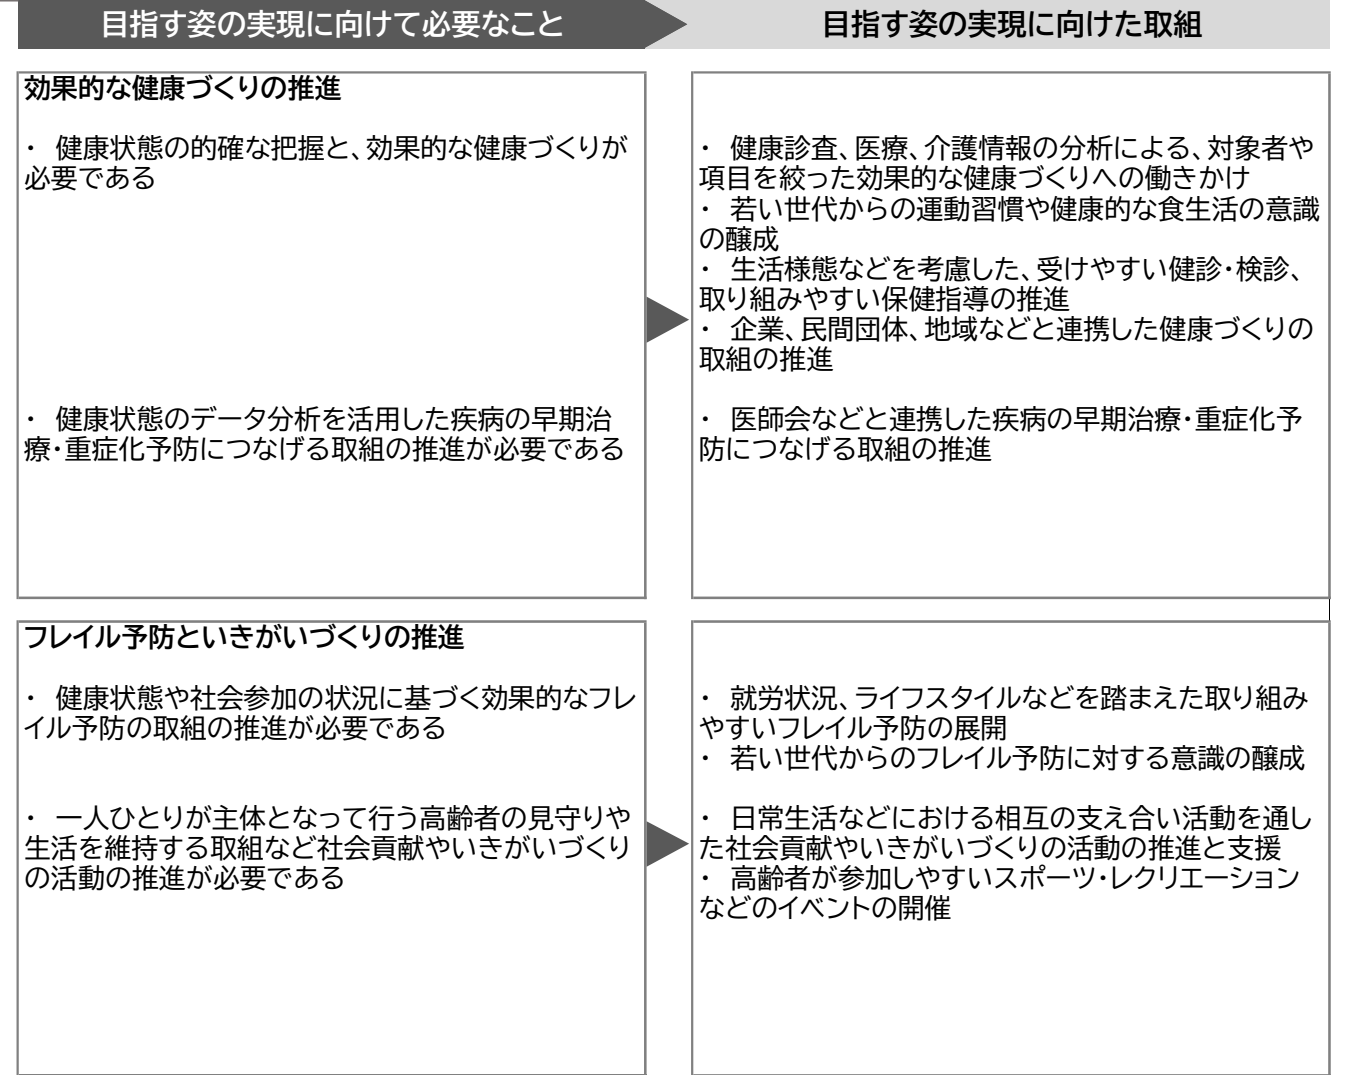 目指す姿の実現に向けて必要なこと
目指す姿の実現に向けた取組
効果的な健康づくりの推進
・ 健康状態の的確な把握と、効果的な健康づくりが
必要である
・ 健康状態のデータ分析を活用した疾病の早期治
療・重症化予防につなげる取組の推進が必要である
・ 健康診査、医療、介護情報の分析による、対象者や
項目を絞った効果的な健康づくりへの働きかけ
・ 若い世代からの運動習慣や健康的な食生活の意識
の醸成
・ 生活様態などを考慮した、受けやすい健診・検診、
取り組みやすい保健指導の推進
・ 企業、民間団体、地域などと連携した健康づくりの
取組の推進
・ 医師会などと連携した疾病の早期治療・重症化予
防につなげる取組の推進
フレイル予防といきがいづくりの推進
・ 健康状態や社会参加の状況に基づく効果的なフレ
イル予防の取組の推進が必要である
・ 一人ひとりが主体となって行う高齢者の見守りや
生活を維持する取組など社会貢献やいきがいづくり
の活動の推進が必要である
・ 就労状況、ライフスタイルなどを踏まえた取り組み
やすいフレイル予防の展開
・ 若い世代からのフレイル予防に対する意識の醸成
・ 日常生活などにおける相互の支え合い活動を通し
た社会貢献やいきがいづくりの活動の推進と支援
・ 高齢者が参加しやすいスポーツ・レクリエーション
などのイベントの開催